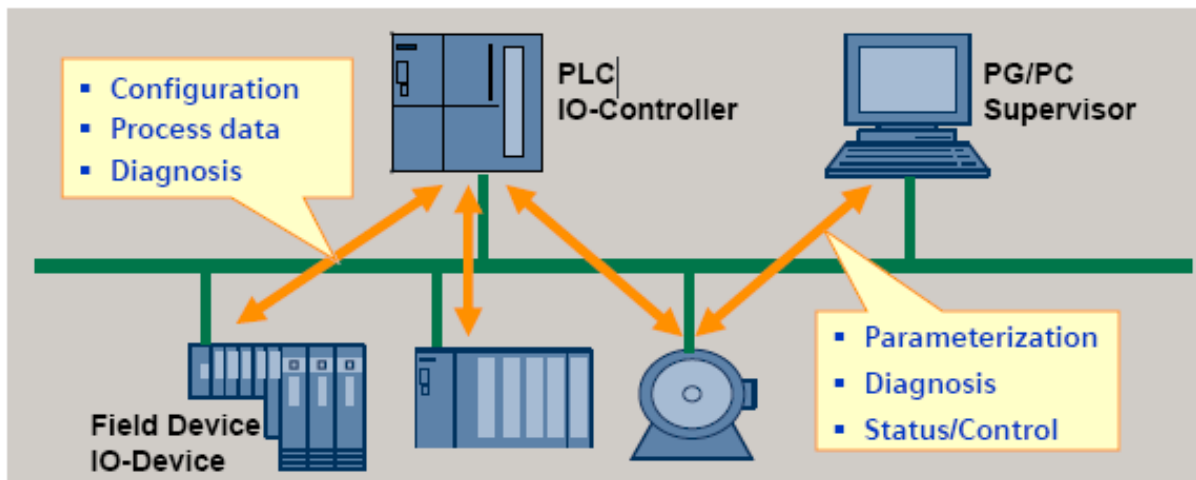 ▪ Configuration
▪ Process data
▪ Diagnosis
PLC
IO-Controller
PG/PC
Supervisor
Field Device
IO-Device
▪ Parameterization
▪ Diagnosis
▪ Status/Control